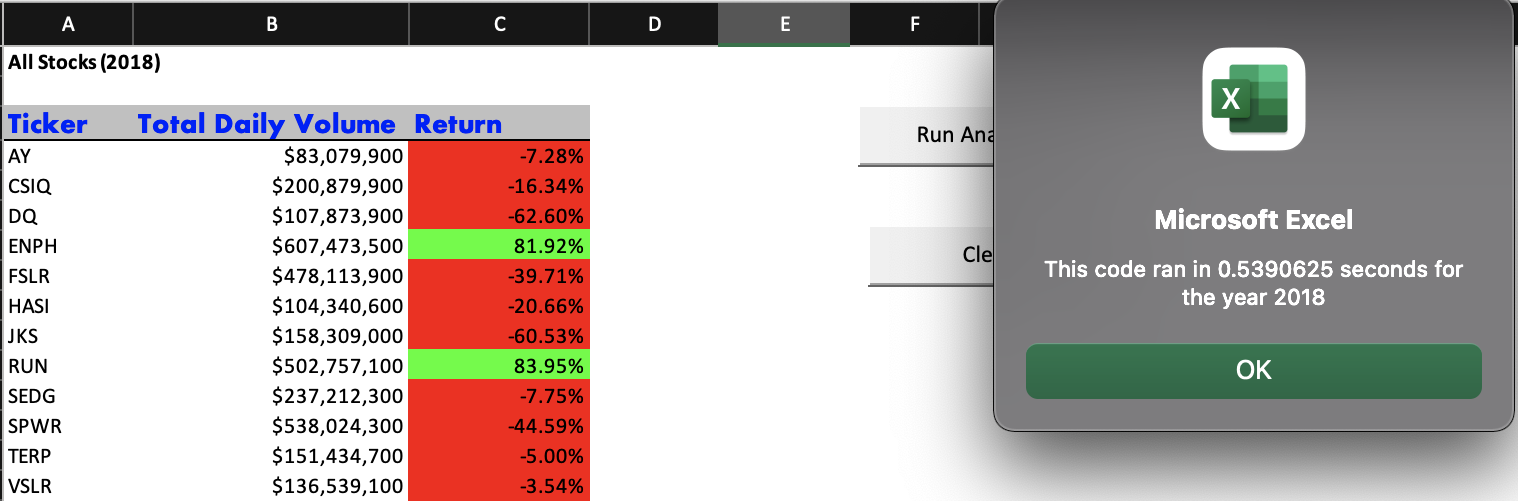 A B C D E F
All Stocks (2018)
Ticker Total Daily Volume Return
AY $83,079,900 -7.28%
CSIQ $200,879,900 -16.34%
DQ $107,873,900 -62.60%
ENPH $607,473,500 81.92%
FSLR $478,113,900 -39.71%
HASI $104,340,600 -20.66%
JKS $158,309,000 -60.53%
RUN $502,757,100 83.95%
SEDG $237,212,300 -7.75%
SPWR $538,024,300 -44.59%
TERP $151,434,700 -5.00%
VSLR $136,539,100 -3.54%
Run Ana
Cle
X
Microsoft Excel
This code ran in 0.5390625 seconds for
the year 2018
OK